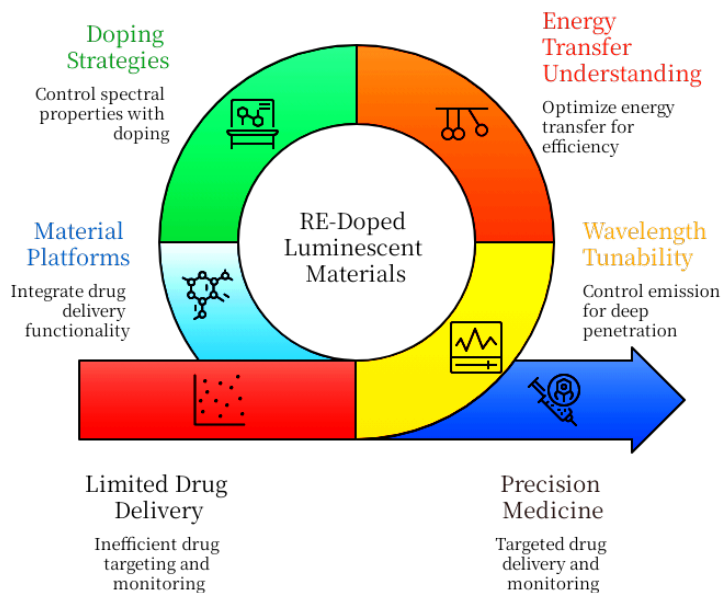 Doping
Strategies
Control spectral
properties with
doping
Energy
Transfer
Understanding
Optimize energy
transfer for
efficiency
RE-Doped
Luminescent
Materials
Material
Platforms
Integrate drug
delivery
functionality
Wavelength
Tunability
Control emission
for deep
penetration
Limited Drug
Delivery
Inefficient drug
targeting and
monitoring
Precision
Medicine
Targeted drug
delivery and
monitoring